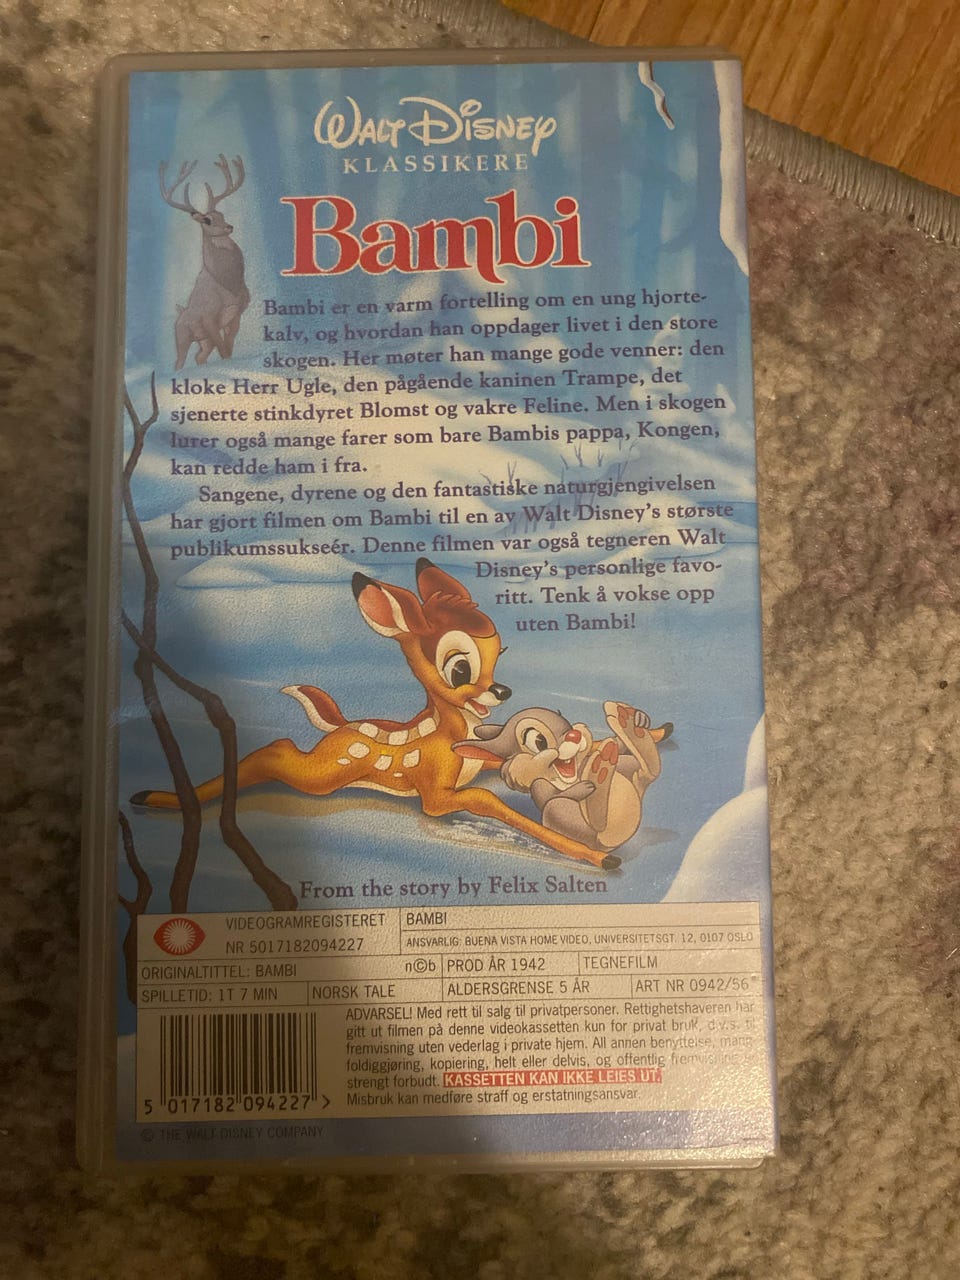 WALT DISNEY
KLASSIKERE
Bambi
Bambi er en varm fortelling om en ung hjorte-
kalv, og hvordan han oppdager livet i den store
skogen. Her møter han mange gode venner: den
kloke Herr Ugle, den pågående kaninen Trampe, det
sjenerte stinkdyret Blomst og vakre Feline. Men i skogen
lurer også mange farer som bare Bambis pappa, Kongen,
kan redde ham i fra.
Sangene, dyrene og den fantastiske naturgjengivelsen
har gjort filmen om Bambi til en av Walt Disney's største
publikumssukseér. Denne filmen var også tegneren Walt
Disney's personlige favo-
ritt. Tenk å vokse opp
uten Bambi!
From the story by Felix Salten
VIDEOGRAMREGISTERET
NR 5017182094227
BAMBI
ANSVARLIG: BUENA VISTA HOME VIDEO, UNIVERSITETSGT. 12, 0107 OSLO
ORIGINALTITTEL: BAMBI
n©b PROD ÅR 1942 TEGNEFILM
SPILLETID: 1T 7 MIN NORSK TALE ALDERSGRENSE 5 ÅR ART NR 0942/56
ADVARSEL! Med rett til salg til privatpersoner. Rettighetshaveren har
gitt ut filmen på denne videokassetten kun for privat bruk, d.v.s. til
fremvisning uten vederlag i private hjem. All annen benyttelse, mang
foldiggjøring, kopiering, helt eller delvis, og offentlig fremvisning er
strengt forbudt. KASSETTEN KAN IKKE LEIES UT.
Misbruk kan medføre straff og erstatningsansvar.
5 017182 094227 >
© THE WALT DISNEY COMPANY